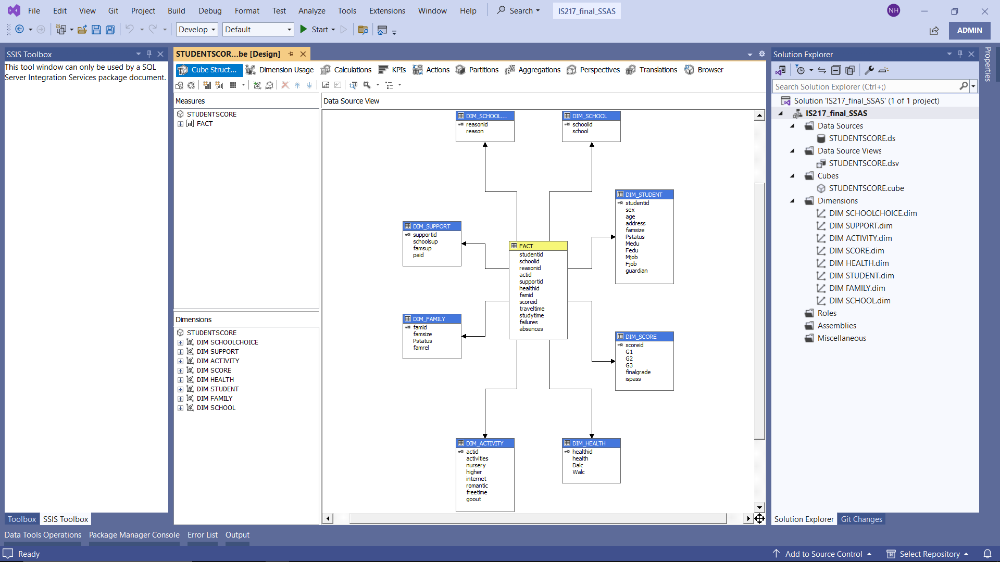 File Edit View Git Project Build Debug Format Test Analyze Tools Extensions Window Help Search IS217_final_SSAS NH
Develop Default Start ADMIN
SSIS Toolbox
This tool window can only be used by a SQL
Server Integration Services package document.
Toolbox SSIS Toolbox
STUDENTSCOR...be [Design]
Cube Struct... Dimension Usage Calculations KPIs Actions Partitions Aggregations Perspectives Translations Browser
Measures
STUDENTSCORE
FACT
Dimensions
STUDENTSCORE
DIM SCHOOLCHOICE
DIM SUPPORT
DIM ACTIVITY
DIM SCORE
DIM HEALTH
DIM STUDENT
DIM FAMILY
DIM SCHOOL
Data Source View
DIM_SCHOOL...
reasonid
reason
DIM_SCHOOL
schoolid
school
DIM_STUDENT
studentid
sex
age
address
famsize
Pstatus
Medu
Fedu
Mjob
Fjob
guardian
DIM_SUPPORT
supportid
schoolsup
famsup
paid
FACT
studentid
schoolid
reasonid
actid
supportid
healthid
famid
scoreid
traveltime
studytime
failures
absences
DIM_FAMILY
famid
famsize
Pstatus
famrel
DIM_SCORE
scoreid
G1
G2
G3
finalgrade
ispass
DIM_ACTIVITY
actid
activities
nursery
higher
internet
romantic
freetime
goout
DIM_HEALTH
healthid
health
Dalc
Walc
Solution Explorer
Search Solution Explorer (Ctrl+;)
Solution 'IS217_final_SSAS' (1 of 1 project)
IS217_final_SSAS
Data Sources
STUDENTSCORE.ds
Data Source Views
STUDENTSCORE.dsv
Cubes
STUDENTSCORE.cube
Dimensions
DIM SCHOOLCHOICE.dim
DIM SUPPORT.dim
DIM ACTIVITY.dim
DIM SCORE.dim
DIM HEALTH.dim
DIM STUDENT.dim
DIM FAMILY.dim
DIM SCHOOL.dim
Roles
Assemblies
Miscellaneous
Solution Explorer Git Changes
Properties
Data Tools Operations Package Manager Console Error List Output
Ready Add to Source Control Select Repository